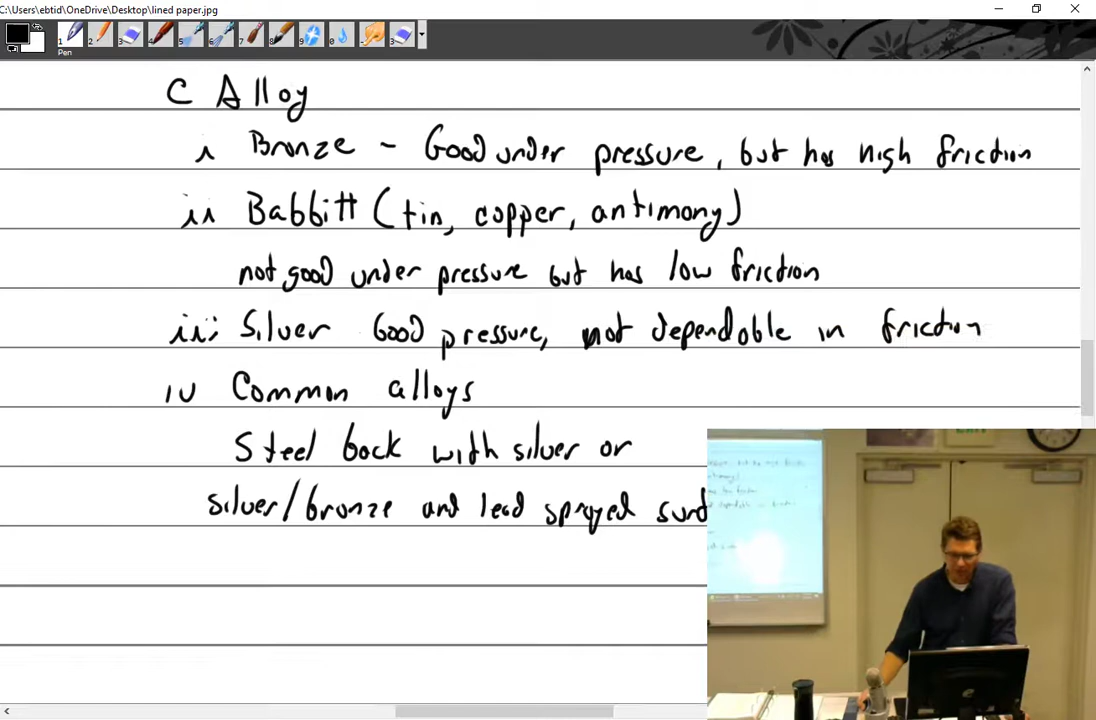 C:\Users\ebtid\OneDrive\Desktop\lined paper.jpg
Pen
C Alloy
i Bronze - Good under pressure, but has high friction
ii Babbitt (tin, copper, antimony)
not good under pressure but has low friction
iii Silver Good pressure, not dependable in friction
iv Common alloys
Steel back with silver or
silver/bronze and lead sprayed surf